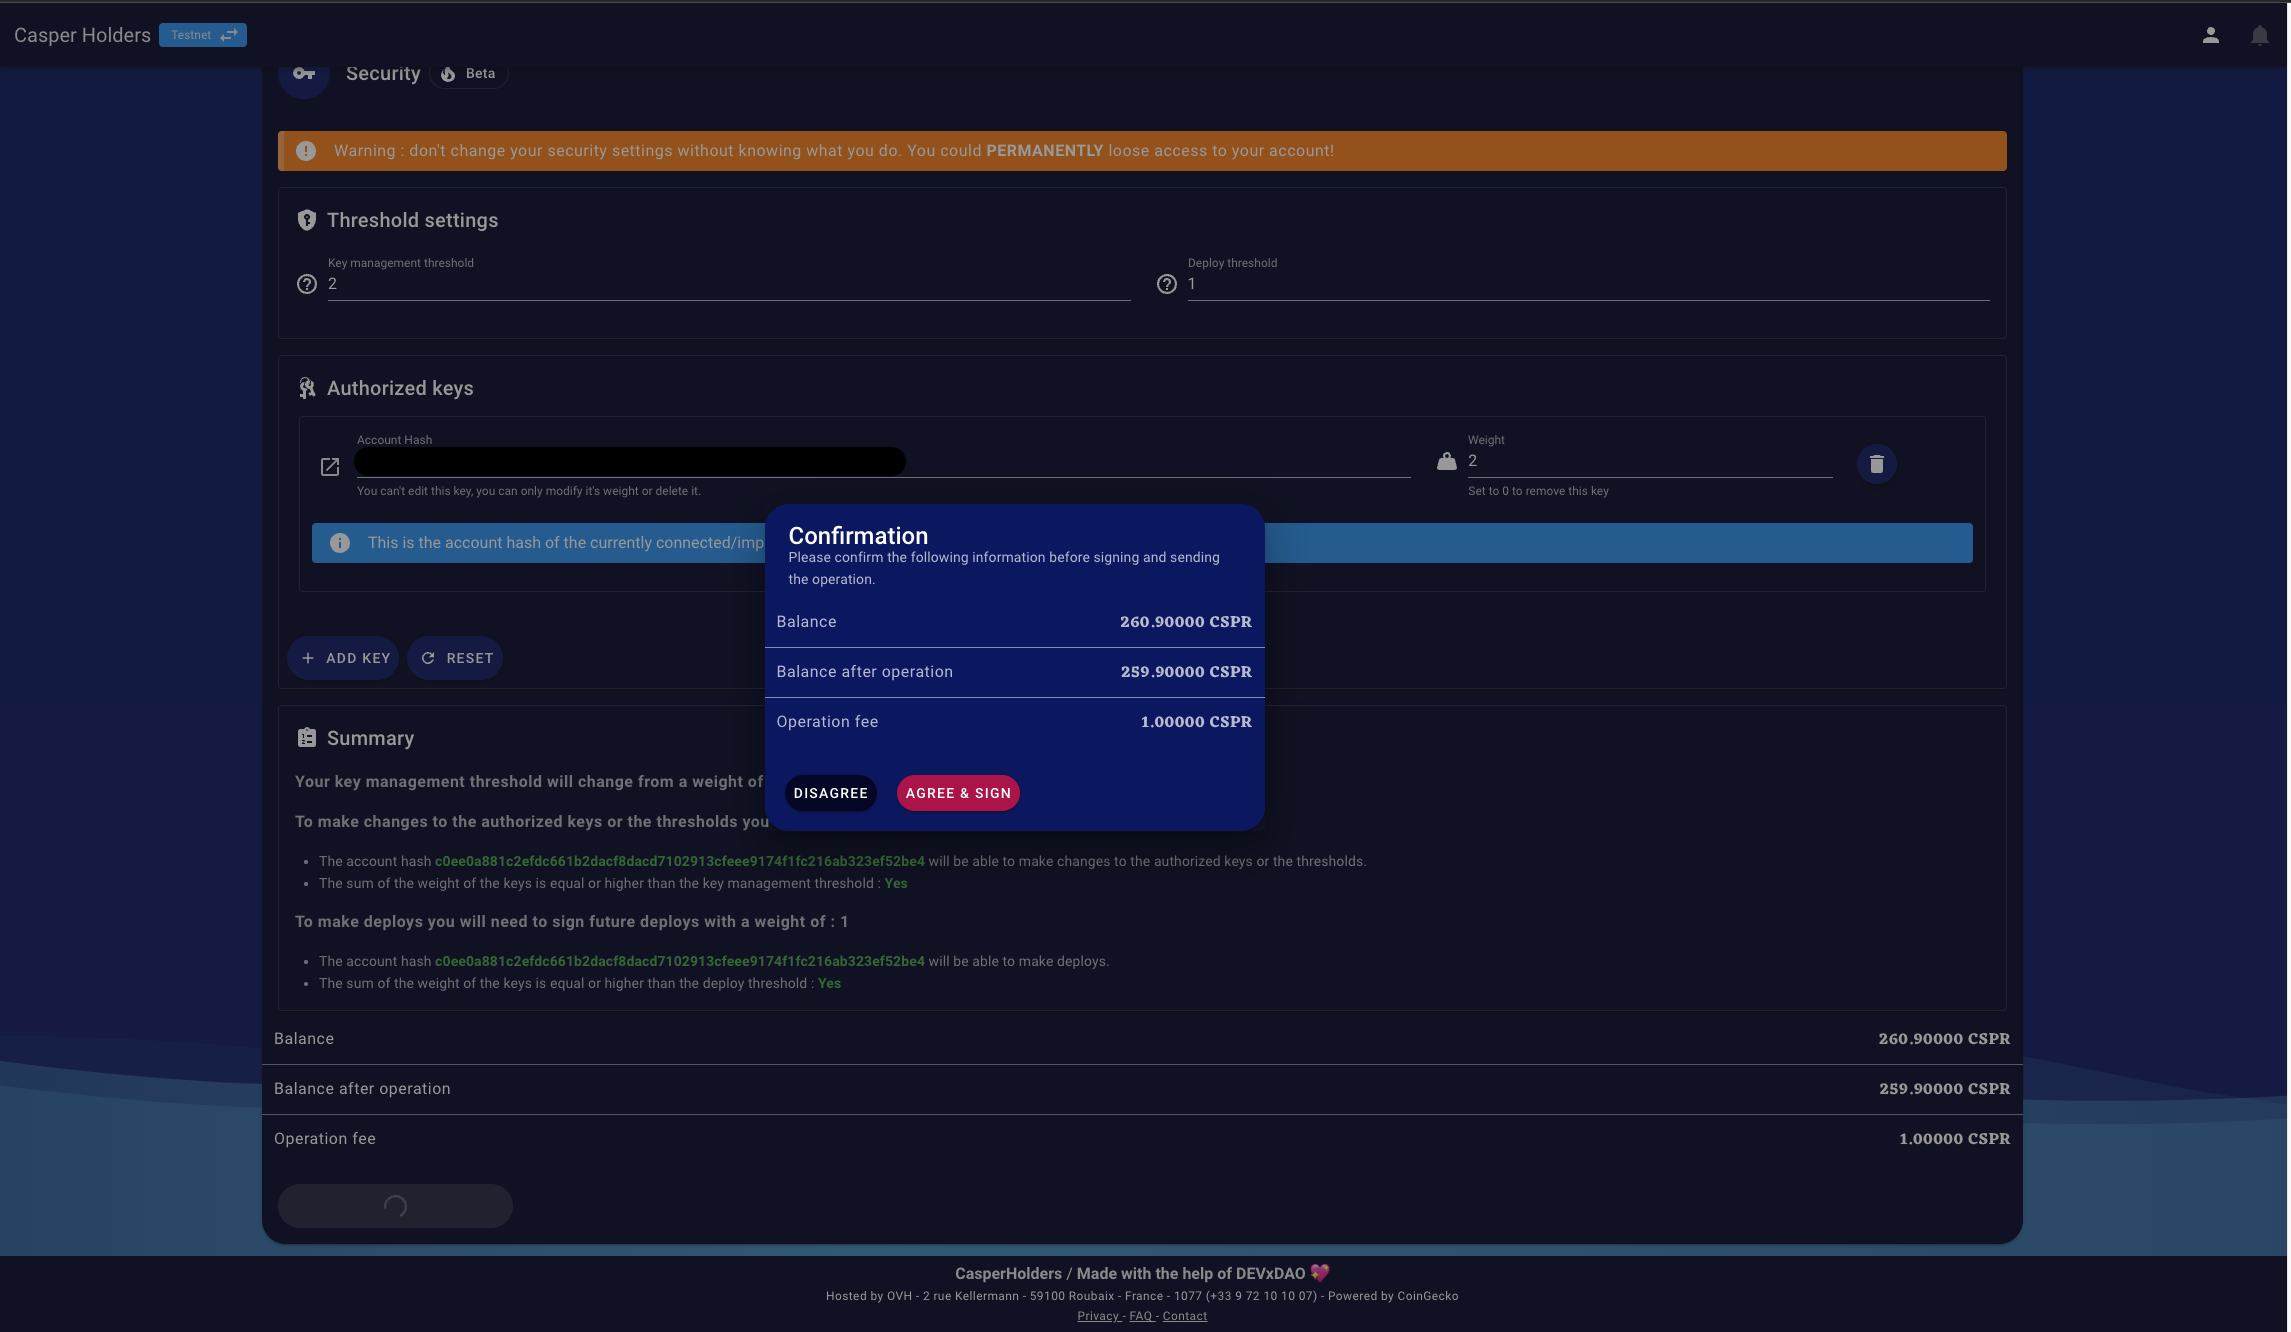 Casper Holders
Testnet
Security
Beta
Warning : don't change your security settings without knowing what you do. You could PERMANENTLY loose access to your account!
Threshold settings
Key management threshold
2
Deploy threshold
1
Authorized keys
Account Hash
You can't edit this key, you can only modify it's weight or delete it.
Weight
2
Set to 0 to remove this key
This is the account hash of the currently connected/imp
ADD KEY
RESET
Confirmation
Please confirm the following information before signing and sending
the operation.
Balance 260.90000 CSPR
Balance after operation 259.90000 CSPR
Operation fee 1.00000 CSPR
DISAGREE
AGREE & SIGN
Summary
Your key management threshold will change from a weight of
To make changes to the authorized keys or the thresholds you
The account hash c0ee0a881c2efdc661b2dacf8dacd7102913cfeee9174f1fc216ab323ef52be4 will be able to make changes to the authorized keys or the thresholds.
The sum of the weight of the keys is equal or higher than the key management threshold : Yes
To make deploys you will need to sign future deploys with a weight of : 1
The account hash c0ee0a881c2efdc661b2dacf8dacd7102913cfeee9174f1fc216ab323ef52be4 will be able to make deploys.
The sum of the weight of the keys is equal or higher than the deploy threshold : Yes
Balance 260.90000 CSPR
Balance after operation 259.90000 CSPR
Operation fee 1.00000 CSPR
CasperHolders / Made with the help of DEVxDAO 💖
Hosted by OVH - 2 rue Kellermann - 59100 Roubaix - France - 1077 (+33 9 72 10 10 07) - Powered by CoinGecko
Privacy - FAQ - Contact